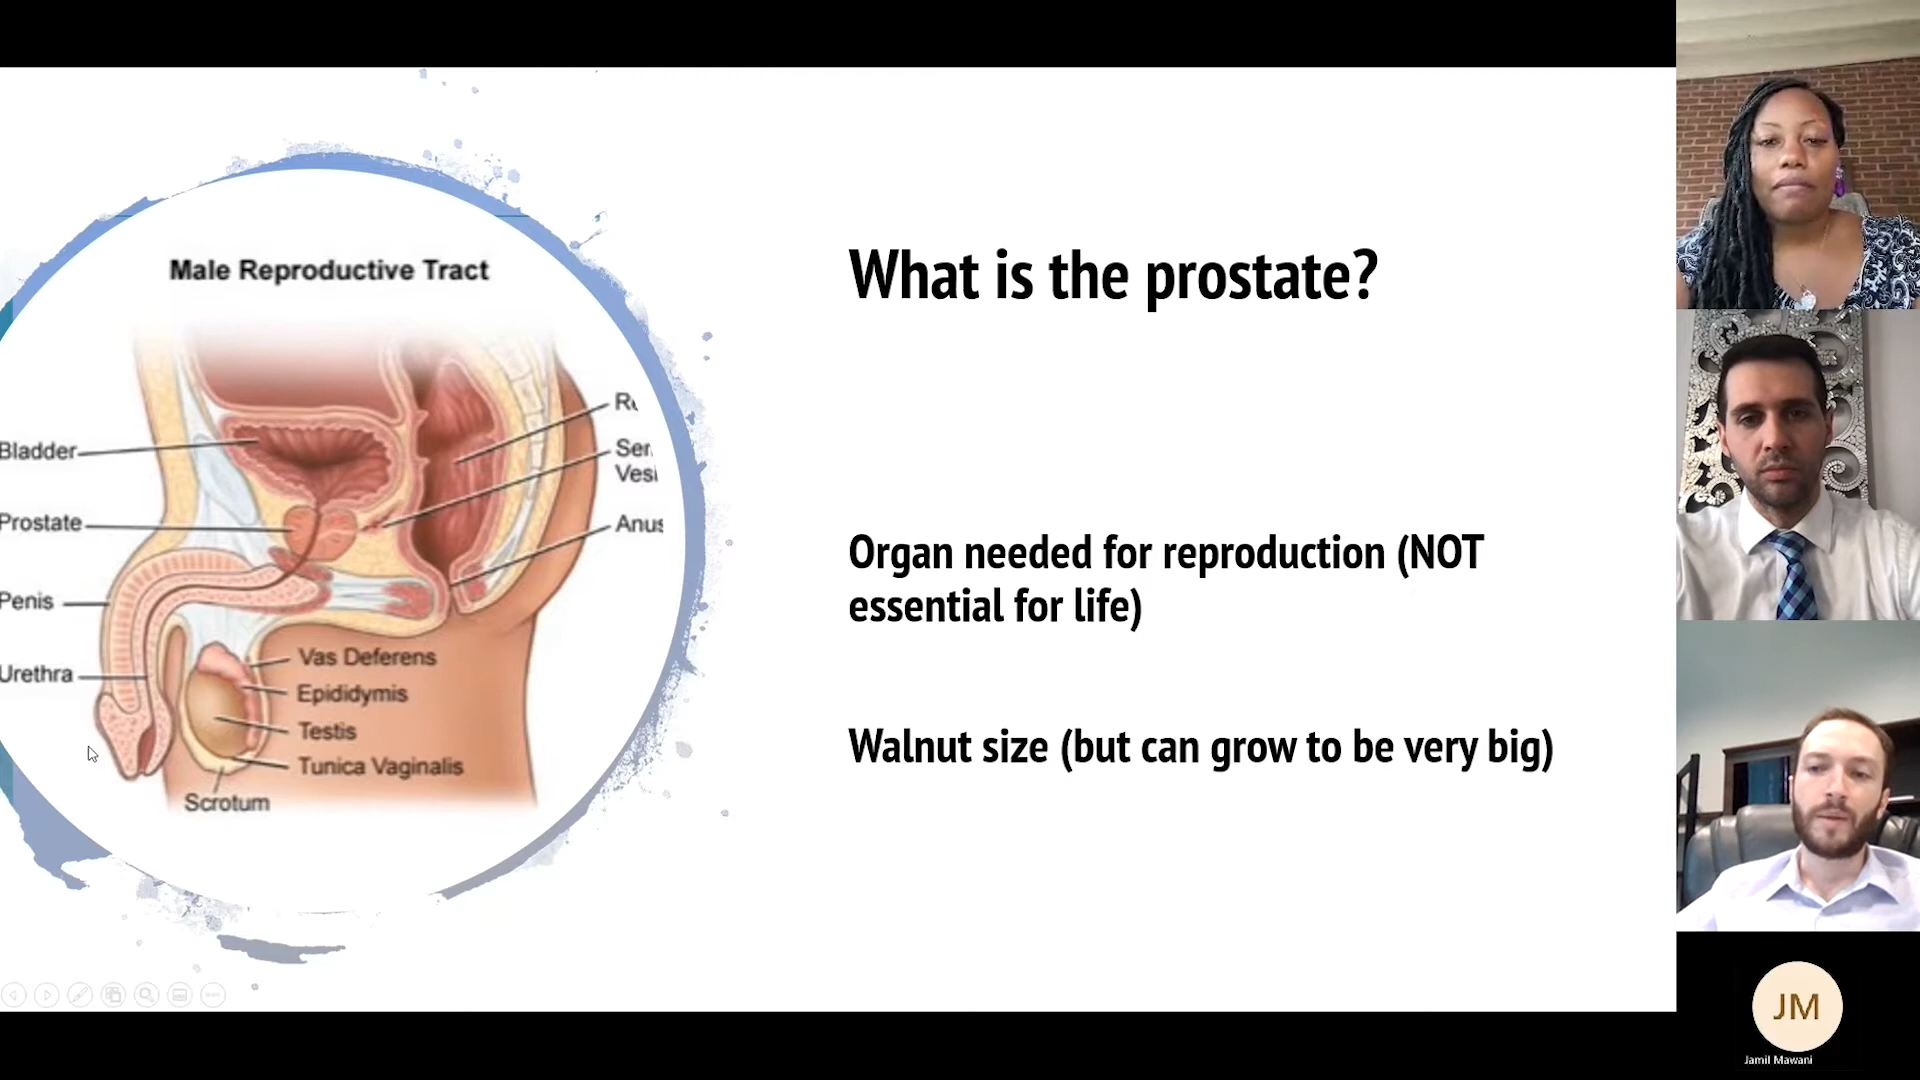 Male Reproductive Tract
Bladder
Prostate
Penis
Urethra
Anus
Vas Deferens
Epididymis
Testis
Tunica Vaginalis
Scrotum
What is the prostate?
Organ needed for reproduction (NOT
essential for life)
Walnut size (but can grow to be very big)
JM
Jamil Mawani